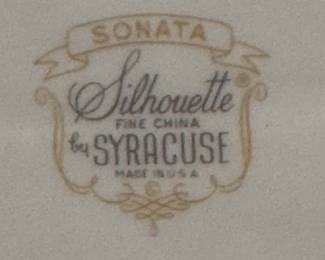 SONATA
Silhouette®
FINE CHINA
by SYRACUSE
MADE IN U.S.A